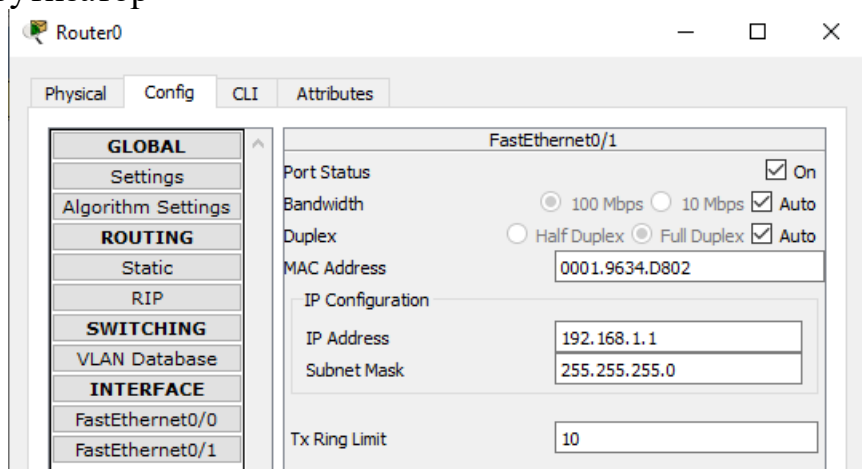 Router0
Physical Config CLI Attributes
GLOBAL
Settings
Algorithm Settings
ROUTING
Static
RIP
SWITCHING
VLAN Database
INTERFACE
FastEthernet0/0
FastEthernet0/1
FastEthernet0/1
Port Status On
Bandwidth 100 Mbps 10 Mbps Auto
Duplex Half Duplex Full Duplex Auto
MAC Address 0001.9634.D802
IP Configuration
IP Address 192.168.1.1
Subnet Mask 255.255.255.0
Tx Ring Limit 10